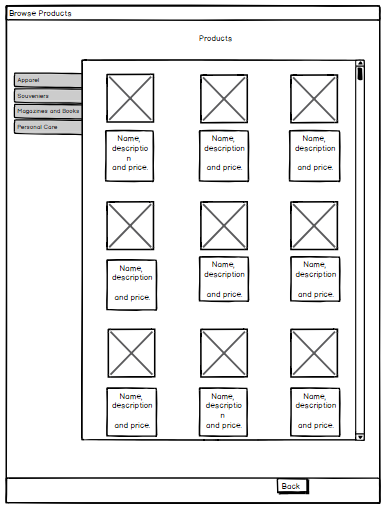 Browse Products
Products
Apparel
Souveniers
Magazines and Books
Personal Care
Name,
descriptio
n
and price.
Name,
description
and price.
Name,
description
and price.
Name,
description
and price.
Name,
description
and price.
Name,
description
and price.
Name,
description
and price.
Name,
descriptio
n
and price.
Name,
description
and price.
Back